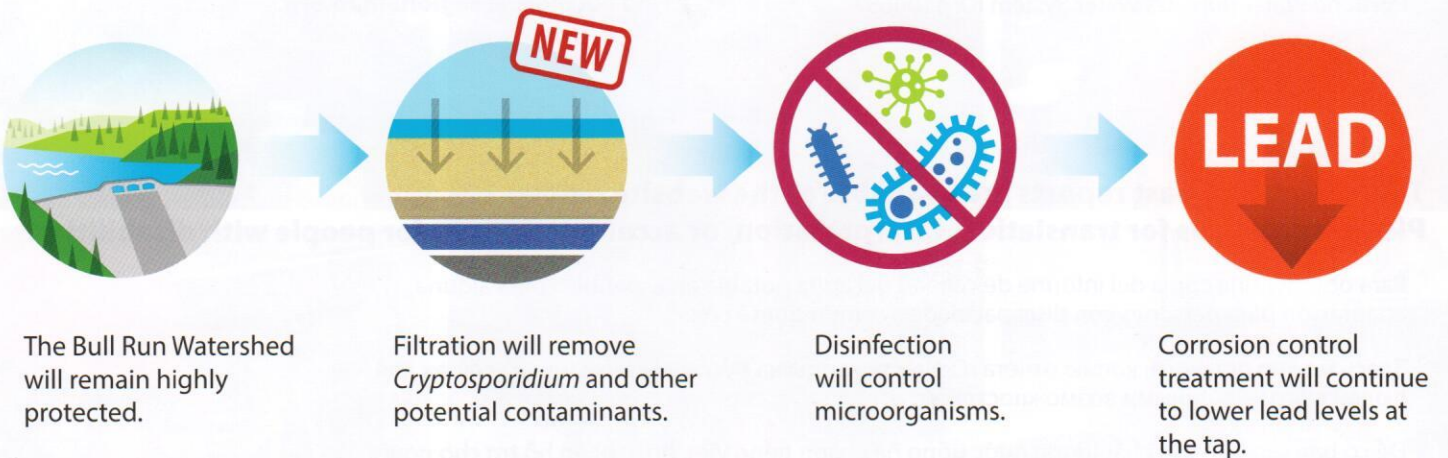 NEW
LEAD
The Bull Run Watershed
will remain highly
protected.
Filtration will remove
Cryptosporidium and other
potential contaminants.
Disinfection
will control
microorganisms.
Corrosion control
treatment will continue
to lower lead levels at
the tap.